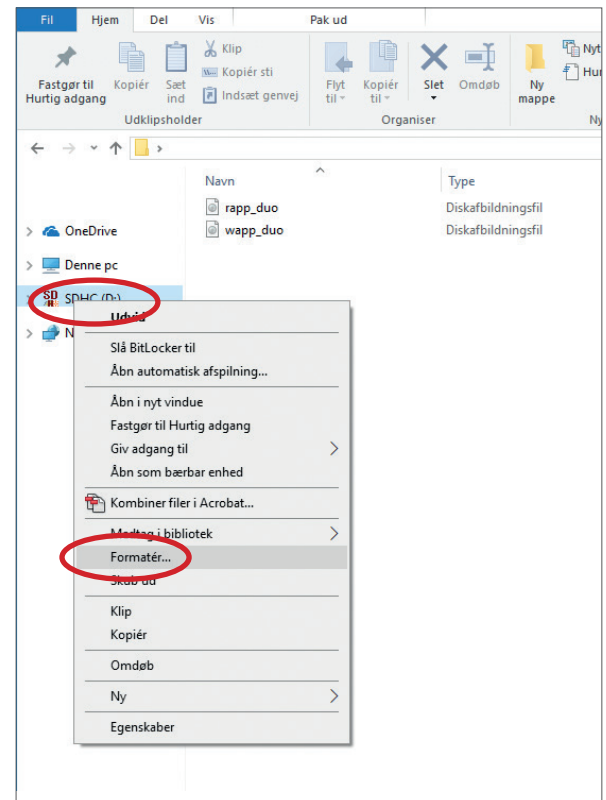 Fil Hjem Del Vis Pak ud
Fastgør til
Hurtig adgang
Kopiér
Sæt
ind
Klip
Kopiér sti
Indsæt genvej
Udklipsholder
Flyt
til
Kopiér
til
Slet
Omdøb
Organiser
Ny
mappe
Nyt
Hur
Ny
Navn Type
rapp_duo Diskafbildningsfil
wapp_duo Diskafbildningsfil
OneDrive
Denne pc
SDHC (D:)
N
Udvid
Slå BitLocker til
Åbn automatisk afspilning...
Åbn i nyt vindue
Fastgør til Hurtig adgang
Giv adgang til
Åbn som bærbar enhed
Kombiner filer i Acrobat...
Medtag i bibliotek
Formatér...
Skub ud
Klip
Kopiér
Omdøb
Ny
Egenskaber